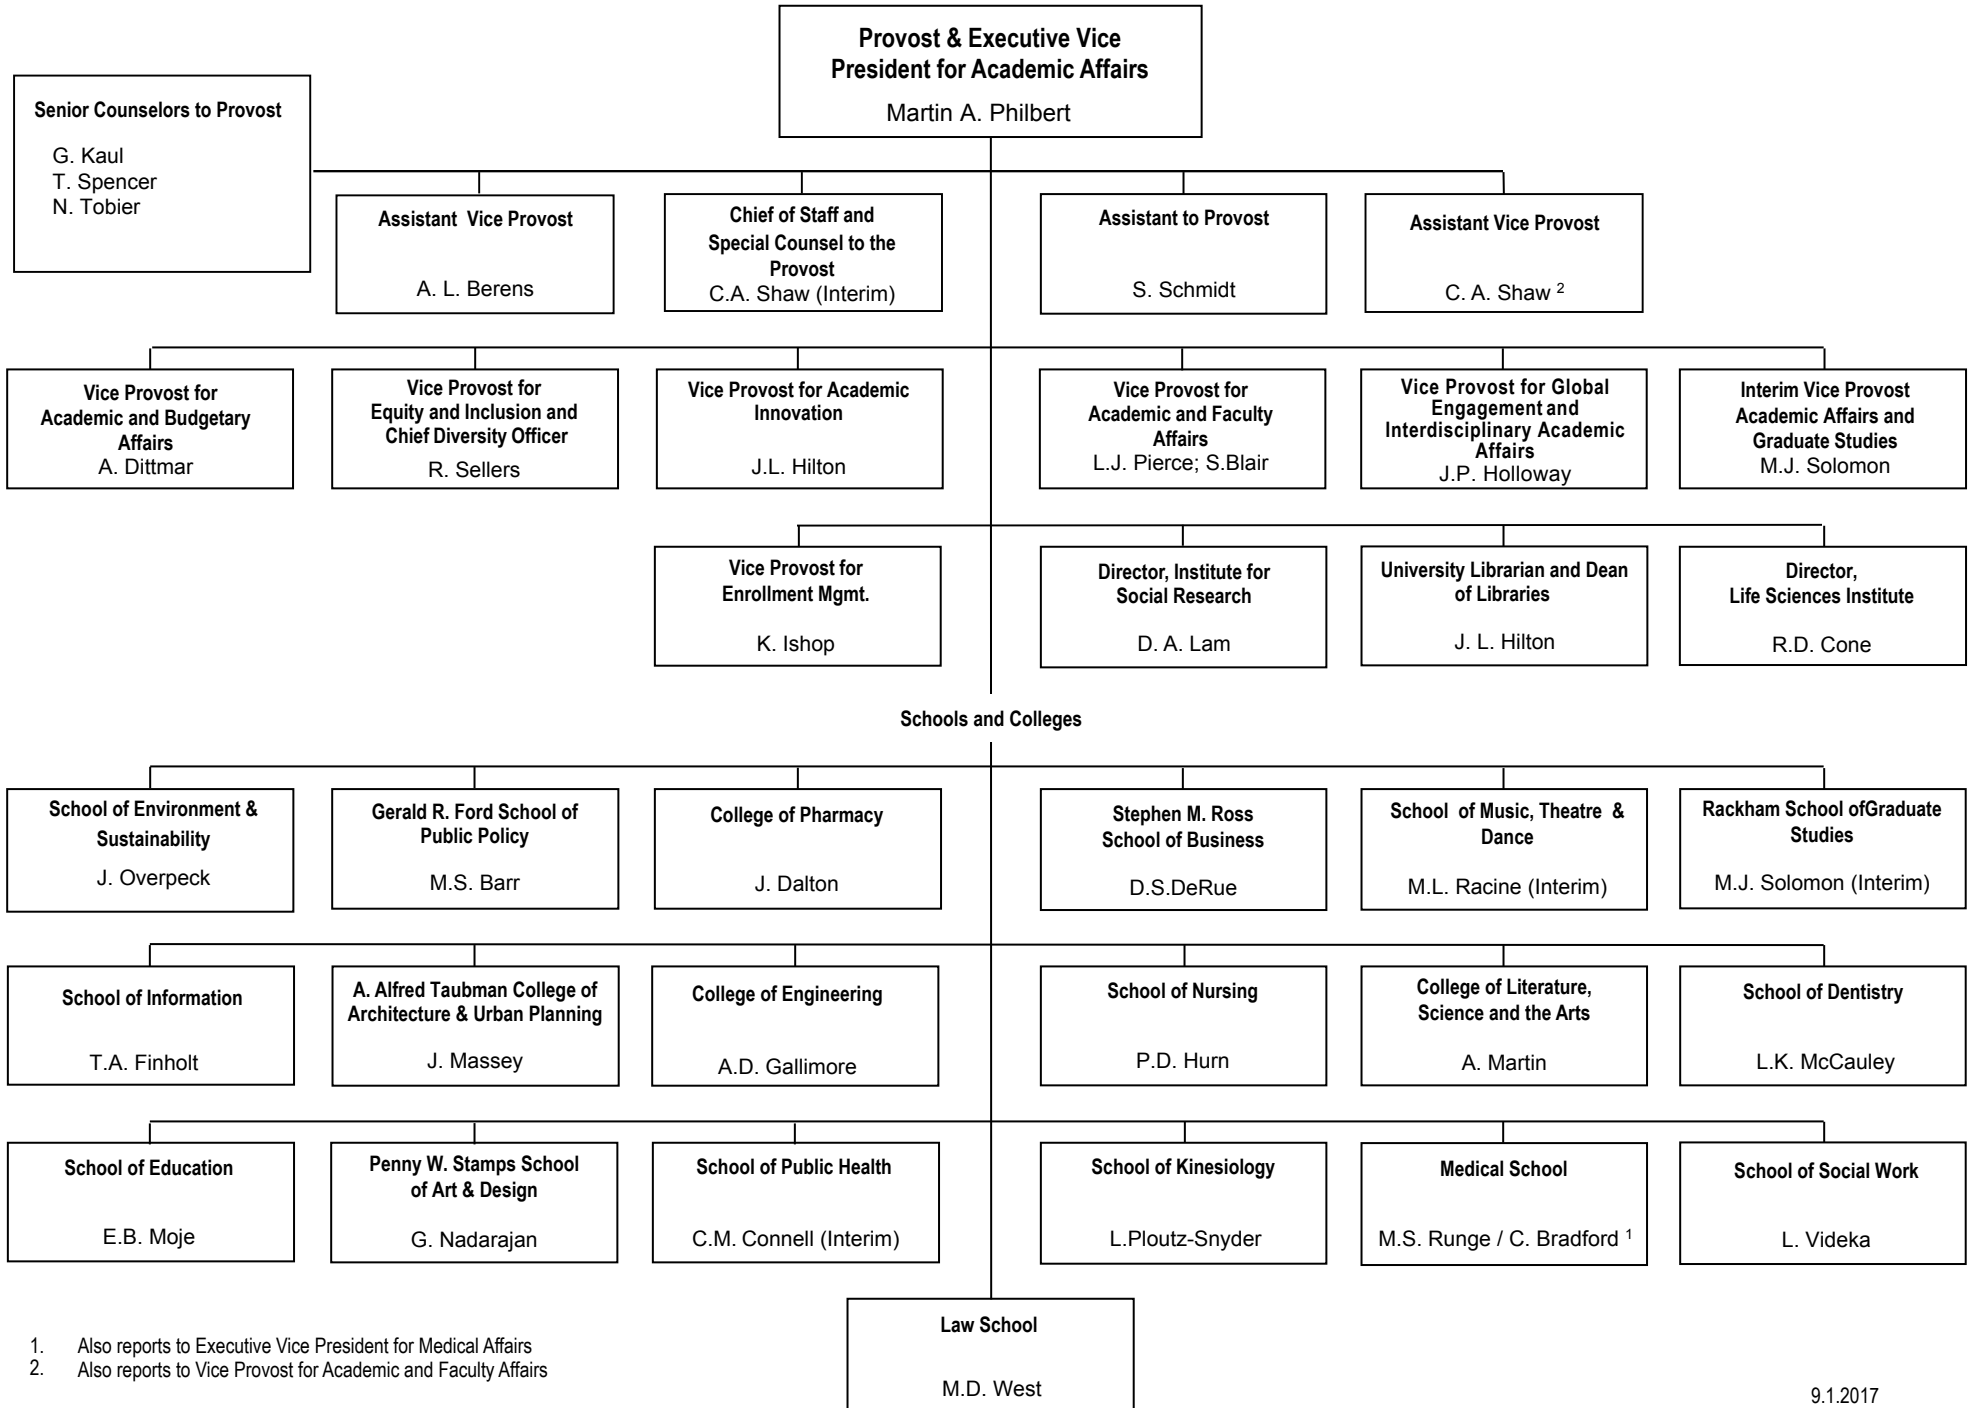 Provost & Executive Vice
President for Academic Affairs
Martin A. Philbert
Senior Counselors to Provost
G. Kaul
T. Spencer
N. Tobier
Assistant Vice Provost
A. L. Berens
Chief of Staff and
Special Counsel to the
Provost
C.A. Shaw (Interim)
Assistant to Provost
S. Schmidt
Assistant Vice Provost
C. A. Shaw 2
Vice Provost for
Academic and Budgetary
Affairs
A. Dittmar
Vice Provost for
Equity and Inclusion and
Chief Diversity Officer
R. Sellers
Vice Provost for Academic
Innovation
J.L. Hilton
Vice Provost for
Academic and Faculty
Affairs
L.J. Pierce; S.Blair
Vice Provost for Global
Engagement and
Interdisciplinary Academic
Affairs
J.P. Holloway
Interim Vice Provost
Academic Affairs and
Graduate Studies
M.J. Solomon
Vice Provost for
Enrollment Mgmt.
K. Ishop
Director, Institute for
Social Research
D. A. Lam
University Librarian and Dean
of Libraries
J. L. Hilton
Director,
Life Sciences Institute
R.D. Cone
Schools and Colleges
School of Environment &
Sustainability
J. Overpeck
Gerald R. Ford School of
Public Policy
M.S. Barr
College of Pharmacy
J. Dalton
Stephen M. Ross
School of Business
D.S.DeRue
School of Music, Theatre &
Dance
M.L. Racine (Interim)
Rackham School ofGraduate
Studies
M.J. Solomon (Interim)
School of Information
T.A. Finholt
A. Alfred Taubman College of
Architecture & Urban Planning
J. Massey
College of Engineering
A.D. Gallimore
School of Nursing
P.D. Hurn
College of Literature,
Science and the Arts
A. Martin
School of Dentistry
L.K. McCauley
School of Education
E.B. Moje
Penny W. Stamps School
of Art & Design
G. Nadarajan
School of Public Health
C.M. Connell (Interim)
School of Kinesiology
L.Ploutz-Snyder
Medical School
M.S. Runge / C. Bradford 1
School of Social Work
L. Videka
Law School
M.D. West
1. Also reports to Executive Vice President for Medical Affairs
2. Also reports to Vice Provost for Academic and Faculty Affairs
9.1.2017